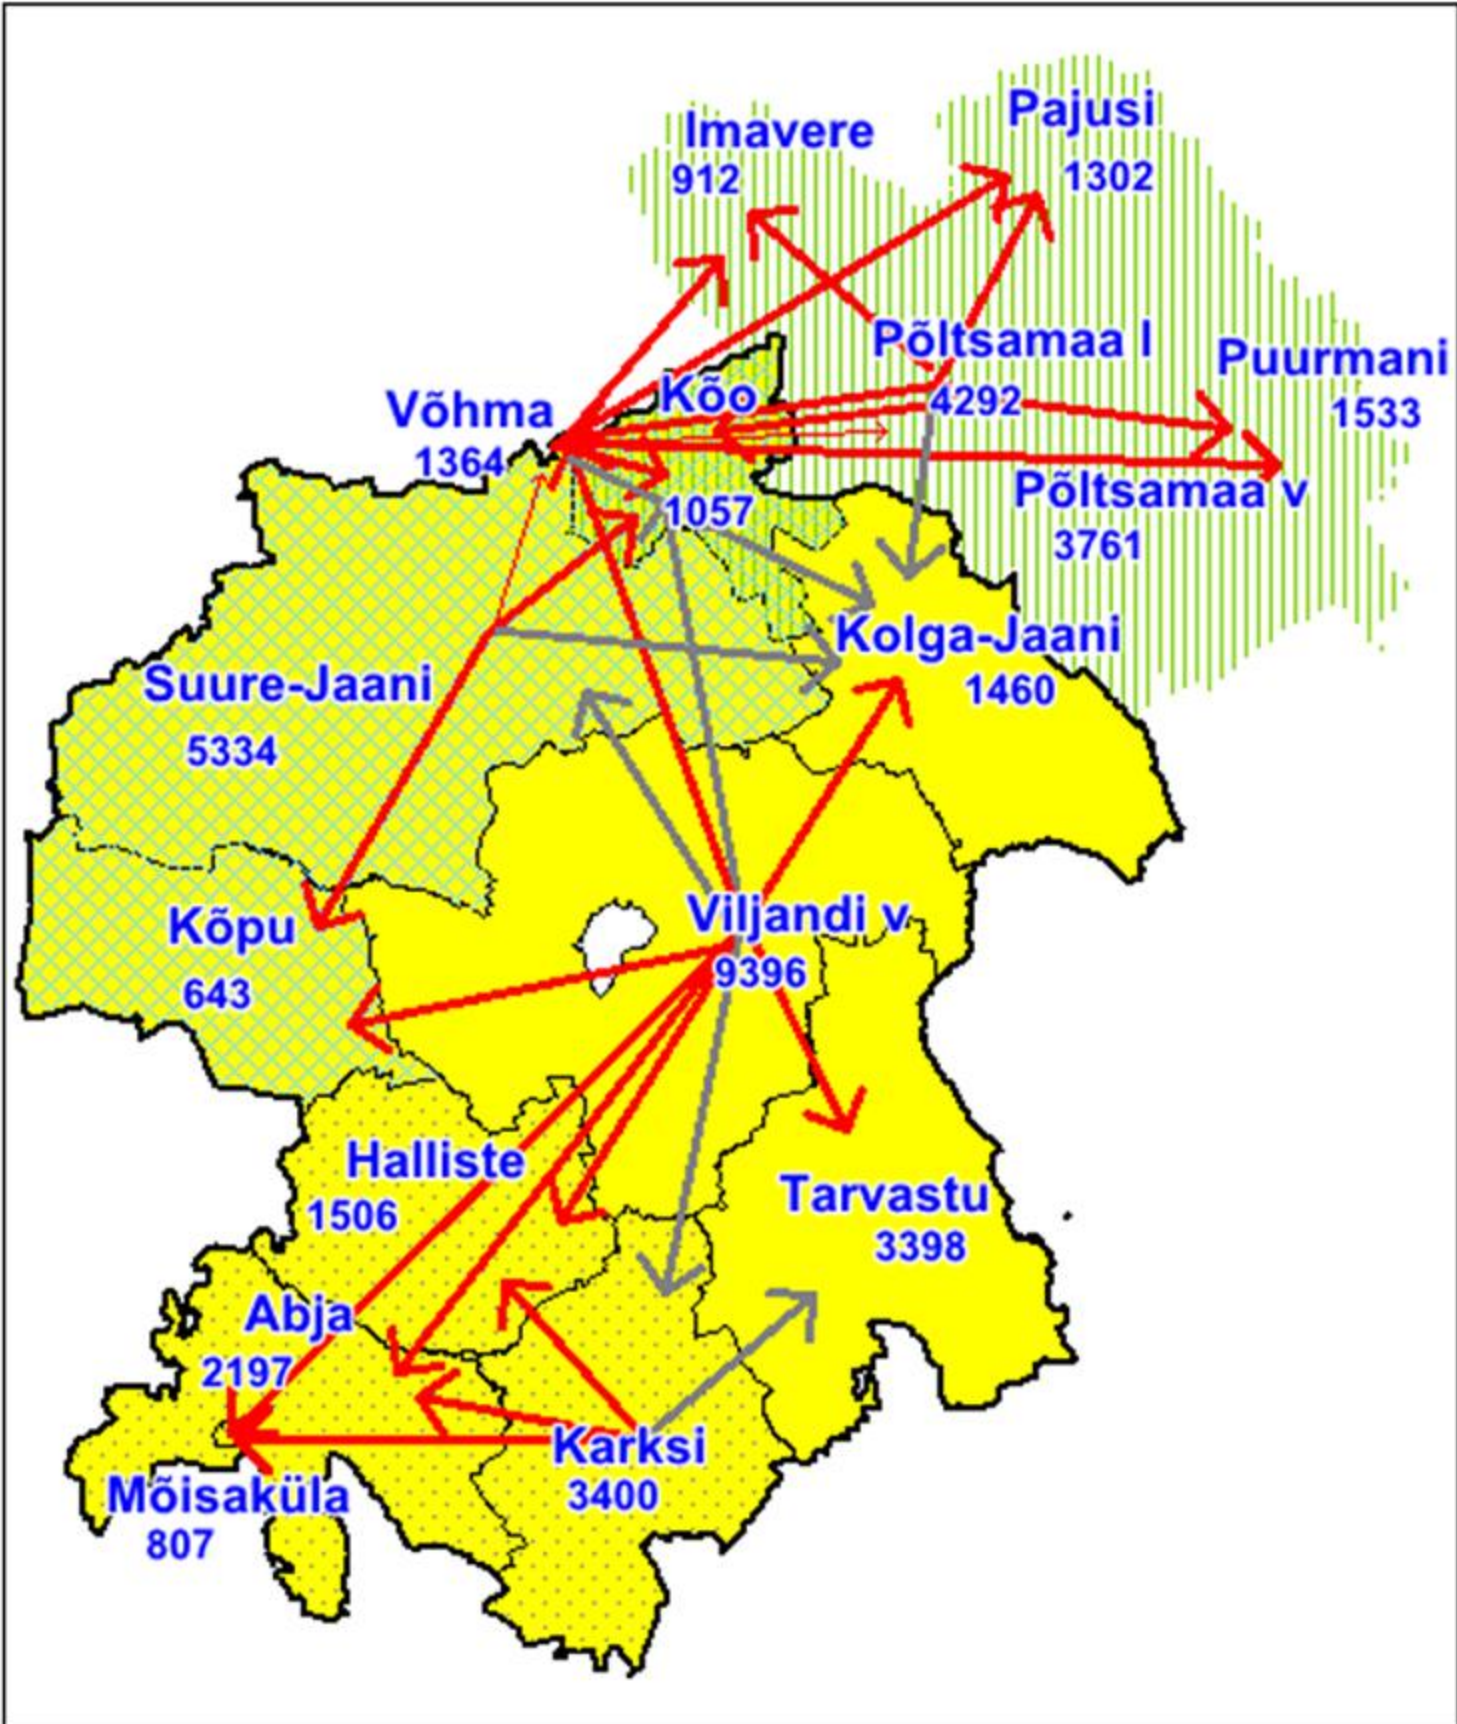 Pajusi
1302
Imavere
912
Põltsamaa l
4292
Puurmani
1533
Kõo
1057
Võhma
1364
Põltsamaa v
3761
Kolga-Jaani
1460
Suure-Jaani
5334
Viljandi v
9396
Kõpu
643
Halliste
1506
Tarvastu
3398
Abja
2197
Karksi
3400
Mõisaküla
807